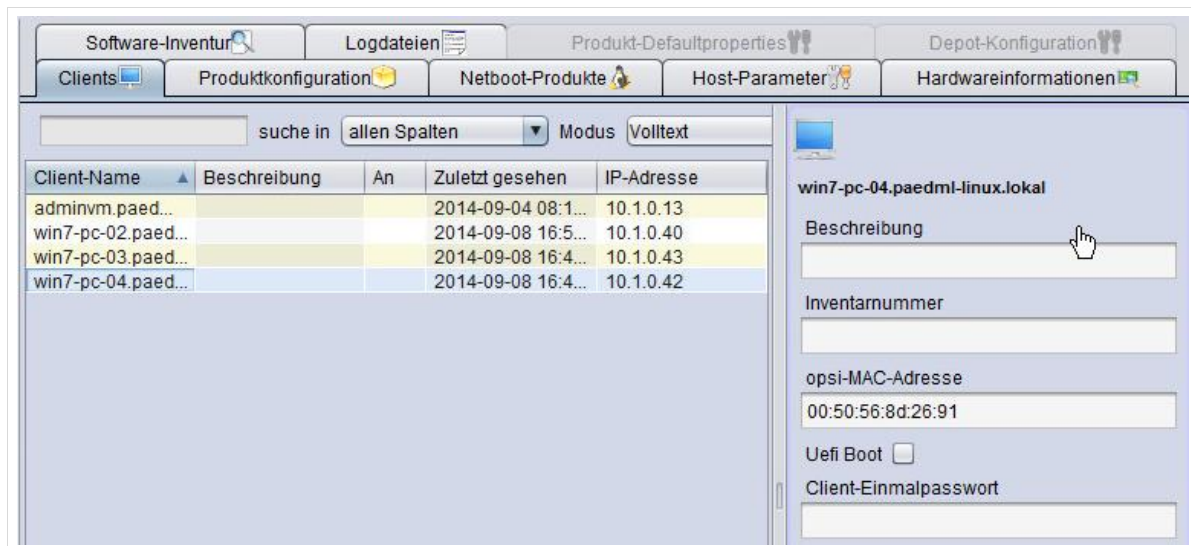 Software-Inventur Logdateien Produkt-Defaultproperties Depot-Konfiguration
Clients Produktkonfiguration Netboot-Produkte Host-Parameter Hardwareinformationen
suche in allen Spalten Modus Volltext
Client-Name Beschreibung An Zuletzt gesehen IP-Adresse
adminvm.paed... 2014-09-04 08:1... 10.1.0.13
win7-pc-02.paed... 2014-09-08 16:5... 10.1.0.40
win7-pc-03.paed... 2014-09-08 16:4... 10.1.0.43
win7-pc-04.paed... 2014-09-08 16:4... 10.1.0.42
win7-pc-04.paedml-linux.lokal
Beschreibung
Inventarnummer
opsi-MAC-Adresse
00:50:56:8d:26:91
Uefi Boot
Client-Einmalpasswort